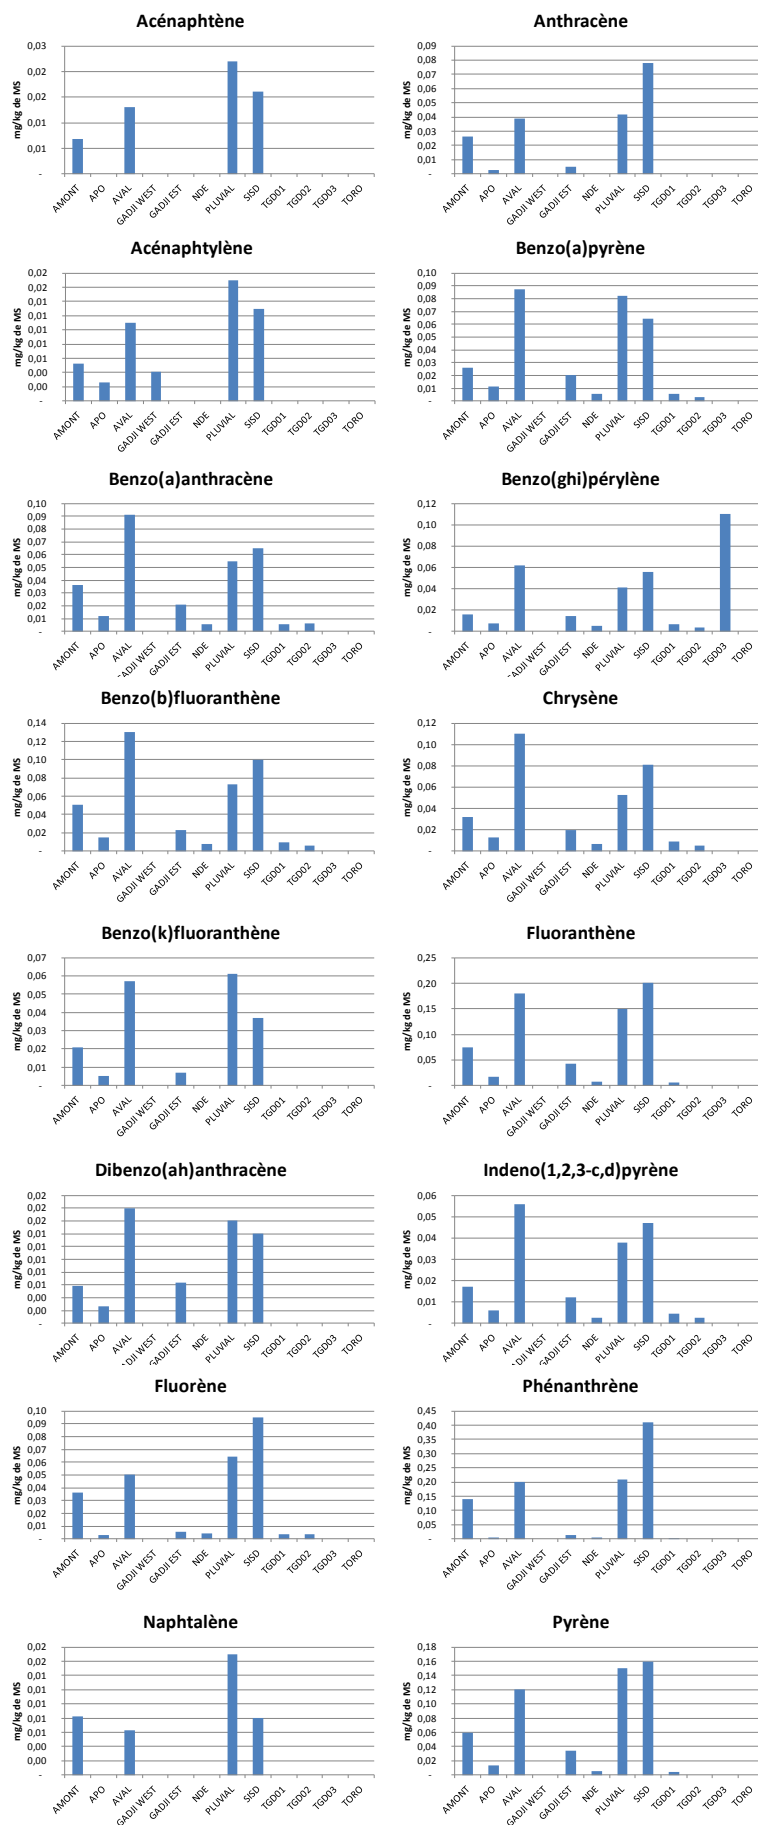 Acénaphtène
mg/kg de MS
0,03
0,02
0,02
0,01
0,01
-
AMONT APO AVAL GADJI WEST GADJI EST NDE PLUVIAL SISD TGD01 TGD02 TGD03 TORO
Anthracène
mg/kg de MS
0,09
0,08
0,07
0,06
0,05
0,04
0,03
0,02
0,01
-
AMONT APO AVAL GADJI WEST GADJI EST NDE PLUVIAL SISD TGD01 TGD02 TGD03 TORO
Acénaphtylène
mg/kg de MS
0,02
0,02
0,01
0,01
0,01
0,01
0,01
0,00
0,00
-
AMONT APO AVAL GADJI WEST GADJI EST NDE PLUVIAL SISD TGD01 TGD02 TGD03 TORO
Benzo(a)pyrène
mg/kg de MS
0,10
0,09
0,08
0,07
0,06
0,05
0,04
0,03
0,02
0,01
-
AMONT APO AVAL GADJI WEST GADJI EST NDE PLUVIAL SISD TGD01 TGD02 TGD03 TORO
Benzo(a)anthracène
mg/kg de MS
0,10
0,09
0,08
0,07
0,06
0,05
0,04
0,03
0,02
0,01
-
AMONT APO AVAL GADJI WEST GADJI EST NDE PLUVIAL SISD TGD01 TGD02 TGD03 TORO
Benzo(ghi)pérylène
mg/kg de MS
0,12
0,10
0,08
0,06
0,04
0,02
-
AMONT APO AVAL GADJI WEST GADJI EST NDE PLUVIAL SISD TGD01 TGD02 TGD03 TORO
Benzo(b)fluoranthène
mg/kg de MS
0,14
0,12
0,10
0,08
0,06
0,04
0,02
-
AMONT APO AVAL GADJI WEST GADJI EST NDE PLUVIAL SISD TGD01 TGD02 TGD03 TORO
Chrysène
mg/kg de MS
0,12
0,10
0,08
0,06
0,04
0,02
-
AMONT APO AVAL GADJI WEST GADJI EST NDE PLUVIAL SISD TGD01 TGD02 TGD03 TORO
Benzo(k)fluoranthène
mg/kg de MS
0,07
0,06
0,05
0,04
0,03
0,02
0,01
-
AMONT APO AVAL GADJI WEST GADJI EST NDE PLUVIAL SISD TGD01 TGD02 TGD03 TORO
Fluoranthène
mg/kg de MS
0,25
0,20
0,15
0,10
0,05
-
AMONT APO AVAL GADJI WEST GADJI EST NDE PLUVIAL SISD TGD01 TGD02 TGD03 TORO
Dibenzo(ah)anthracène
mg/kg de MS
0,02
0,02
0,02
0,01
0,01
0,01
0,01
0,01
0,00
0,00
-
AMONT APO AVAL GADJI WEST GADJI EST NDE PLUVIAL SISD TGD01 TGD02 TGD03 TORO
Indeno(1,2,3-c,d)pyrène
mg/kg de MS
0,06
0,05
0,04
0,03
0,02
0,01
-
AMONT APO AVAL GADJI WEST GADJI EST NDE PLUVIAL SISD TGD01 TGD02 TGD03 TORO
Fluorène
mg/kg de MS
0,10
0,09
0,08
0,07
0,06
0,05
0,04
0,03
0,02
0,01
-
AMONT APO AVAL GADJI WEST GADJI EST NDE PLUVIAL SISD TGD01 TGD02 TGD03 TORO
Phénanthrène
mg/kg de MS
0,45
0,40
0,35
0,30
0,25
0,20
0,15
0,10
0,05
-
AMONT APO AVAL GADJI WEST GADJI EST NDE PLUVIAL SISD TGD01 TGD02 TGD03 TORO
Naphtalène
mg/kg de MS
0,02
0,02
0,01
0,01
0,01
0,01
0,01
0,00
0,00
-
AMONT APO AVAL GADJI WEST GADJI EST NDE PLUVIAL SISD TGD01 TGD02 TGD03 TORO
Pyrène
mg/kg de MS
0,18
0,16
0,14
0,12
0,10
0,08
0,06
0,04
0,02
-
AMONT APO AVAL GADJI WEST GADJI EST NDE PLUVIAL SISD TGD01 TGD02 TGD03 TORO